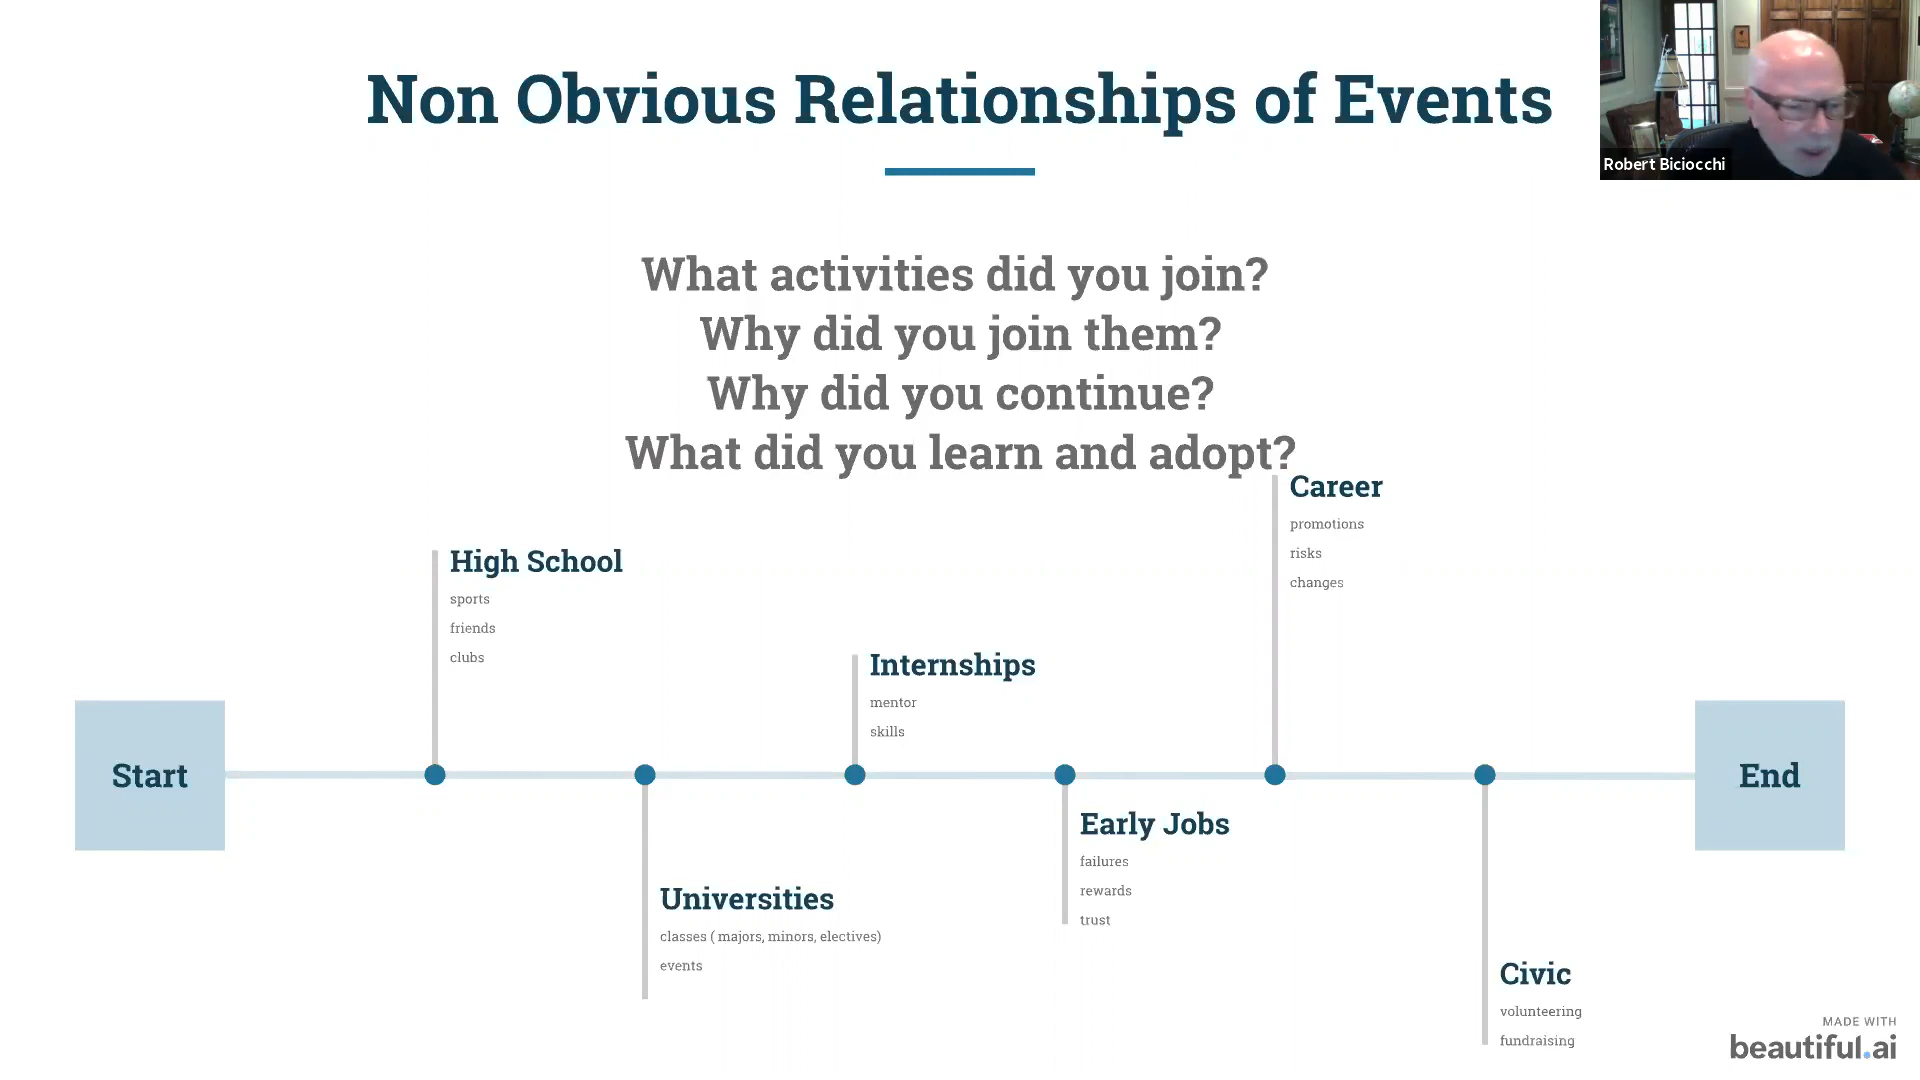 Non Obvious Relationships of Events
Robert Biciocchi
What activities did you join?
Why did you join them?
Why did you continue?
What did you learn and adopt?
Career
promotions
risks
changes
High School
sports
friends
clubs
Internships
mentor
skills
Start
End
Early Jobs
failures
rewards
trust
Universities
classes ( majors, minors, electives)
events
Civic
volunteering
fundraising
MADE WITH
beautiful.ai